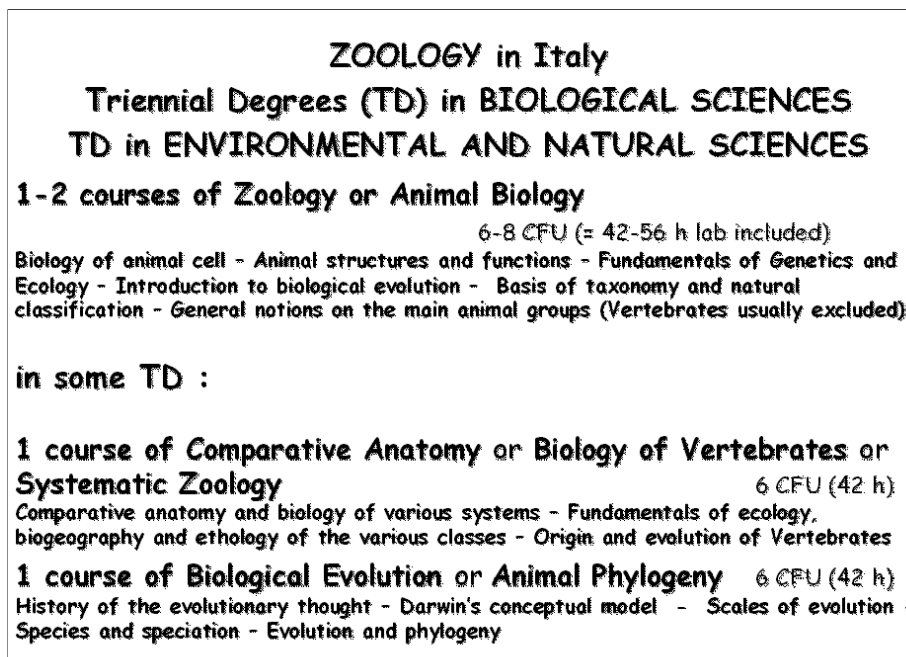 ZOOLOGY in Italy
Triennial Degrees (TD) in BIOLOGICAL SCIENCES
TD in ENVIRONMENTAL AND NATURAL SCIENCES
1-2 courses of Zoology or Animal Biology
6-8 CFU (= 42-56 h lab included)
Biology of animal cell - Animal structures and functions - Fundamentals of Genetics and
Ecology - Introduction to biological evolution - Basis of taxonomy and natural
classification - General notions on the main animal groups (Vertebrates usually excluded)
in some TD :
1 course of Comparative Anatomy or Biology of Vertebrates or
Systematic Zoology 6 CFU (42 h)
Comparative anatomy and biology of various systems - Fundamentals of ecology,
biogeography and ethology of the various classes - Origin and evolution of Vertebrates
1 course of Biological Evolution or Animal Phylogeny 6 CFU (42 h)
History of the evolutionary thought - Darwin's conceptual model - Scales of evolution -
Species and speciation - Evolution and phylogeny